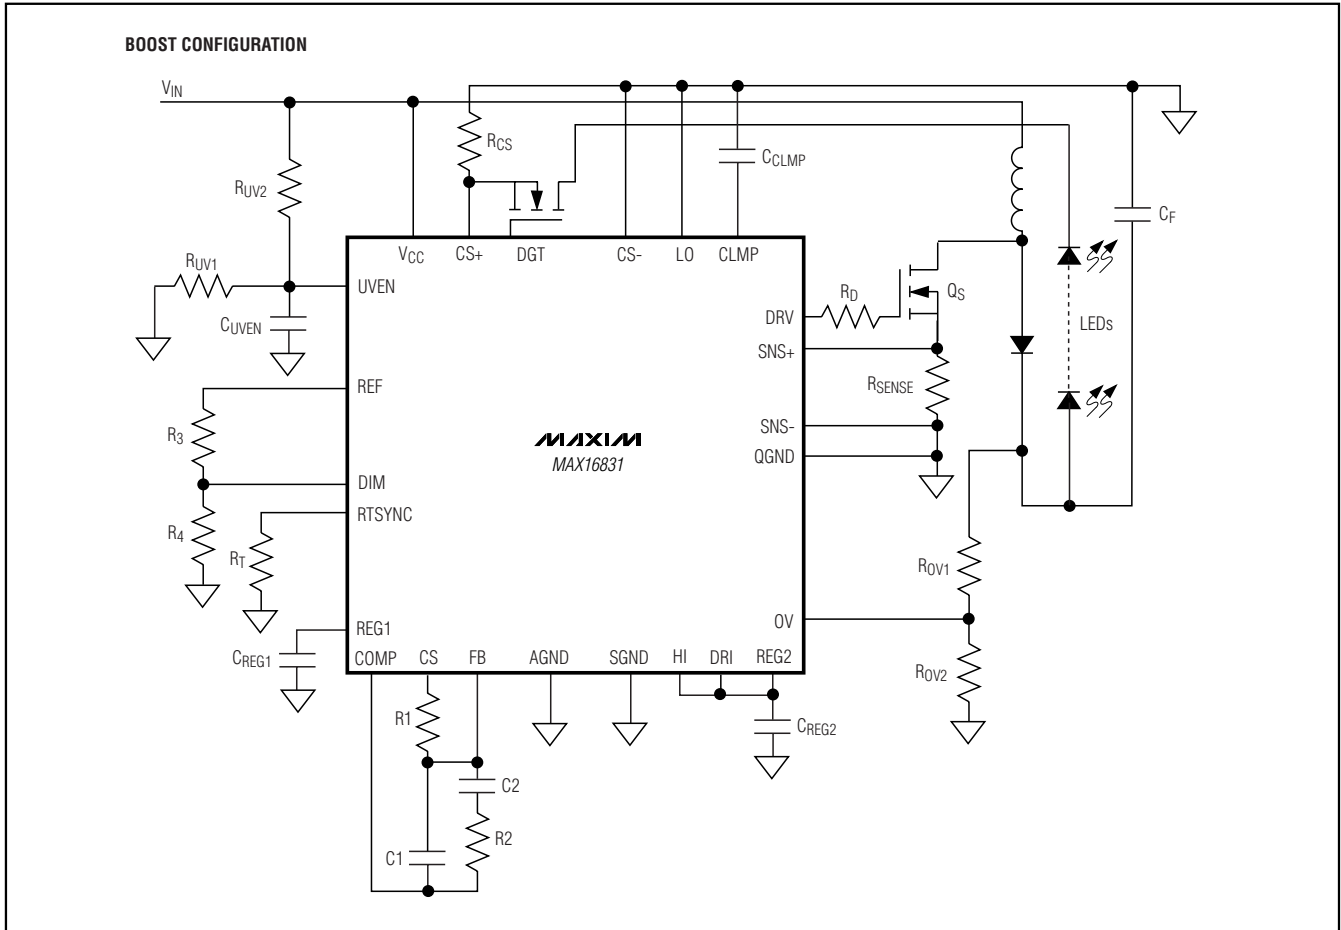 BOOST CONFIGURATION
VIN
RCS
CCLMP
RUV2
CF
RUV1
VCC
CS+
DGT
CS-
LO
CLMP
UVEN
CUVEN
RD
QS
DRV
LEDs
SNS+
REF
RSENSE
R3
SNS-
MAXIM
MAX16831
QGND
DIM
RTSYNC
R4
RT
ROV1
OV
REG1
CREG1
COMP
CS
FB
AGND
SGND
HI
DRI
REG2
ROV2
R1
CREG2
C2
R2
C1